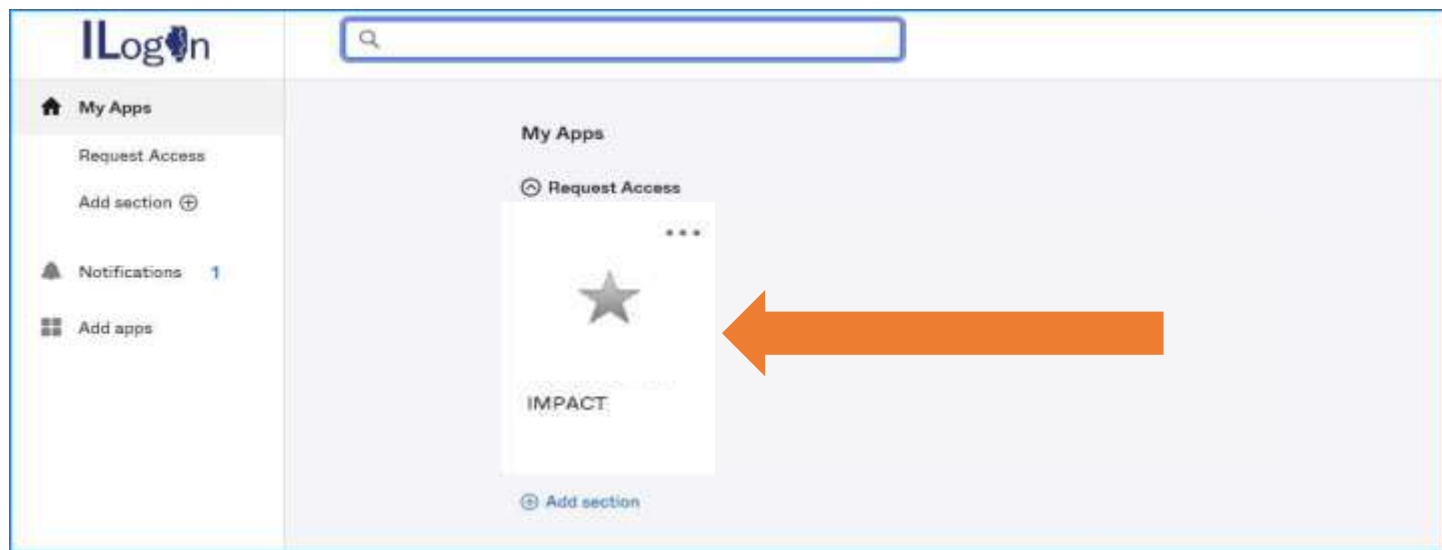 ILogIn
My Apps
Request Access
Add section
Notifications 1
Add apps
My Apps
Request Access
IMPACT
Add section